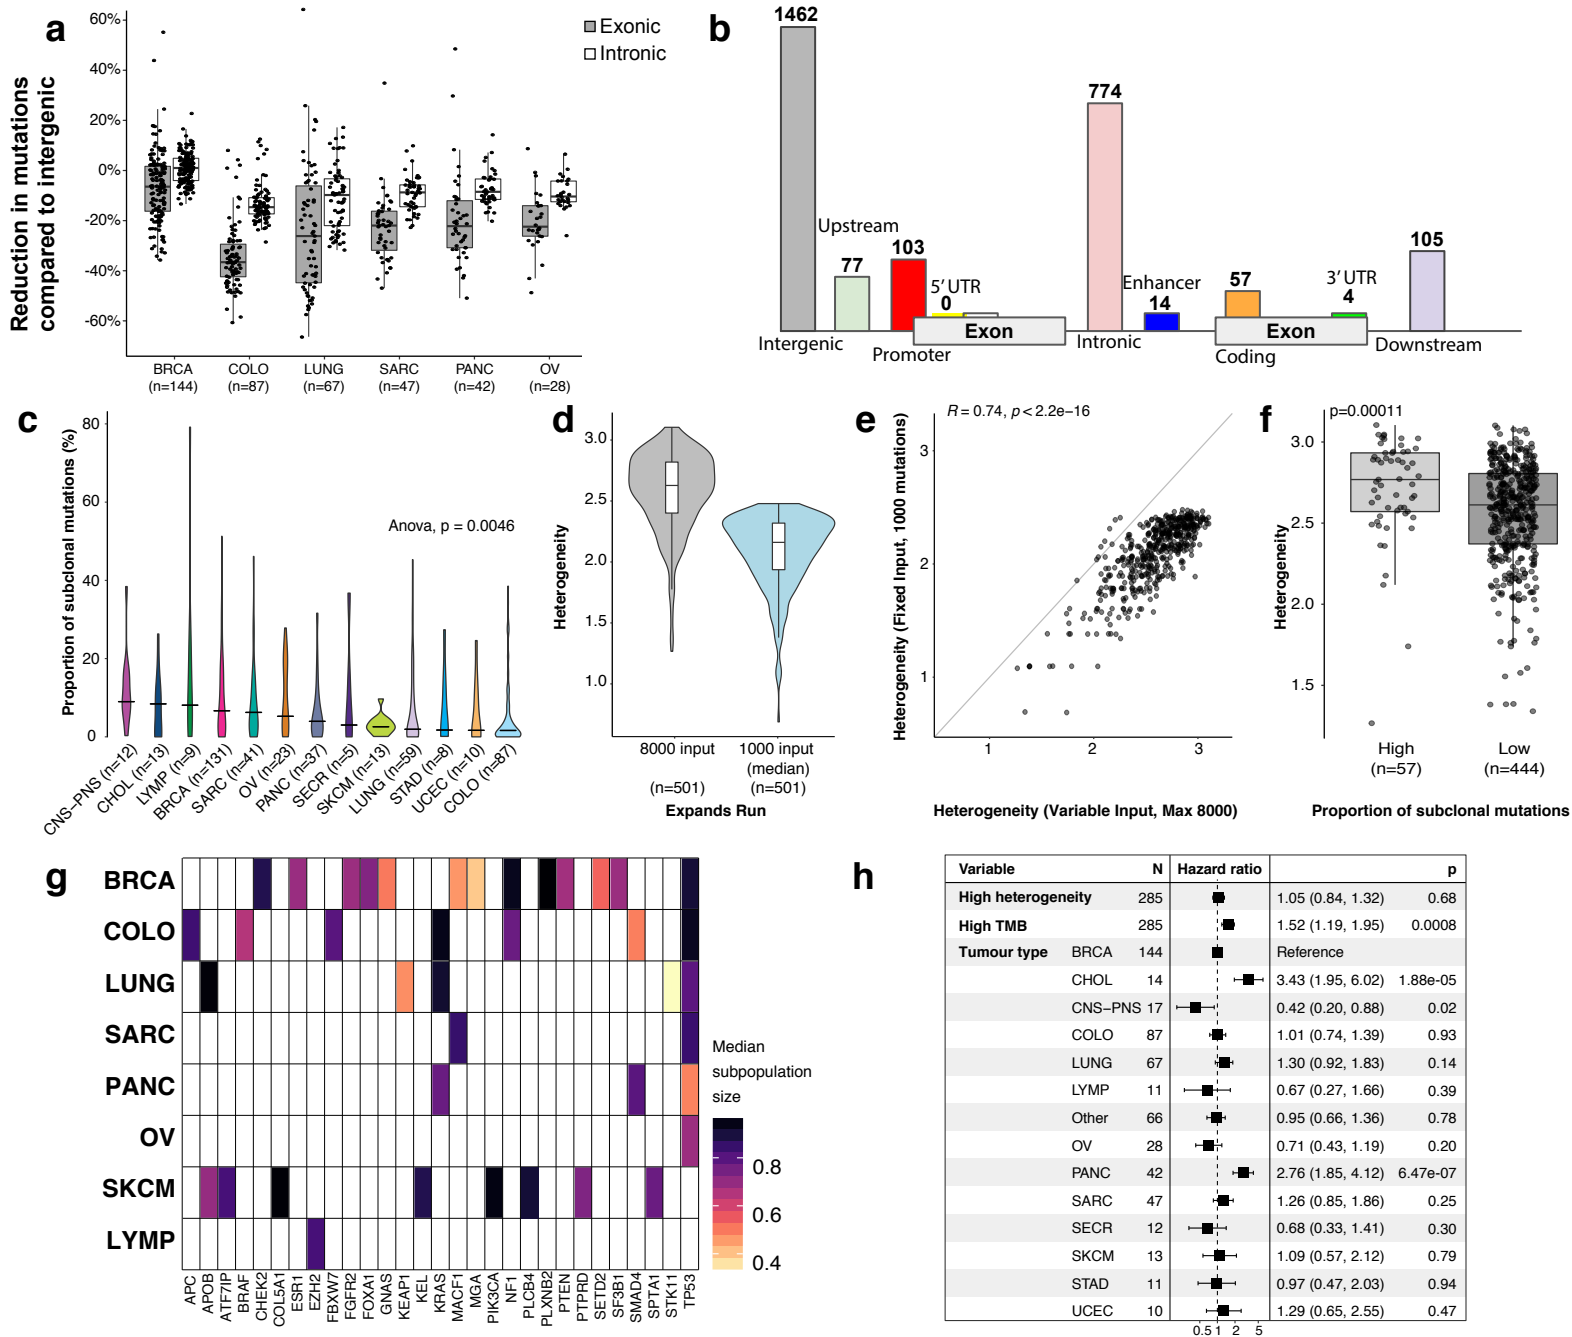 a
Reduction in mutations
compared to intergenic
60%
40%
20%
0%
-20%
-40%
-60%
Exonic
Intronic
BRCA
(n=144)
COLO
(n=87)
LUNG
(n=67)
SARC
(n=47)
PANC
(n=42)
OV
(n=28)
b
1462
Intergenic
Upstream
77
103
Promoter
5' UTR
0
Exon
774
Intronic
Enhancer
14
57
Coding
Exon
3' UTR
4
105
Downstream
c
Proportion of subclonal mutations (%)
80
60
40
20
0
Anova, p = 0.0046
CNS−PNS (n=12)
CHOL (n=13)
LYMP (n=9)
BRCA (n=131)
SARC (n=41)
OV (n=23)
PANC (n=37)
SECR (n=5)
SKCM (n=13)
LUNG (n=59)
STAD (n=8)
UCEC (n=10)
COLO (n=87)
d
Heterogeneity
3.0
2.5
2.0
1.5
1.0
8000 input
(n=501)
1000 input
(median)
(n=501)
Expands Run
e
R = 0.74, p < 2.2e−16
Heterogeneity (Fixed Input, 1000 mutations)
3
2
1
1
2
3
Heterogeneity (Variable Input, Max 8000)
f
p=0.00011
Heterogeneity
3.0
2.5
2.0
1.5
High
(n=57)
Low
(n=444)
Proportion of subclonal mutations
g
BRCA
COLO
LUNG
SARC
PANC
OV
SKCM
LYMP
APC
APOB
ATF7IP
BRAF
CHEK2
COL5A1
ESR1
EZH2
FBXW7
FGFR2
FOXA1
GNAS
KEAP1
KEL
KRAS
MACF1
MGA
PIK3CA
NF1
PLCB4
PLXNB2
PTEN
PTPRD
SETD2
SF3B1
SMAD4
SPTA1
STK11
TP53
Median
subpopulation
size
0.8
0.6
0.4
h
Variable N Hazard ratio p
High heterogeneity 285 1.05 (0.84, 1.32) 0.68
High TMB 285 1.52 (1.19, 1.95) 0.0008
Tumour type BRCA 144 Reference
CHOL 14 3.43 (1.95, 6.02) 1.88e-05
CNS−PNS 17 0.42 (0.20, 0.88) 0.02
COLO 87 1.01 (0.74, 1.39) 0.93
LUNG 67 1.30 (0.92, 1.83) 0.14
LYMP 11 0.67 (0.27, 1.66) 0.39
Other 66 0.95 (0.66, 1.36) 0.78
OV 28 0.71 (0.43, 1.19) 0.20
PANC 42 2.76 (1.85, 4.12) 6.47e-07
SARC 47 1.26 (0.85, 1.86) 0.25
SECR 12 0.68 (0.33, 1.41) 0.30
SKCM 13 1.09 (0.57, 2.12) 0.79
STAD 11 0.97 (0.47, 2.03) 0.94
UCEC 10 1.29 (0.65, 2.55) 0.47
0.5 1 2 5